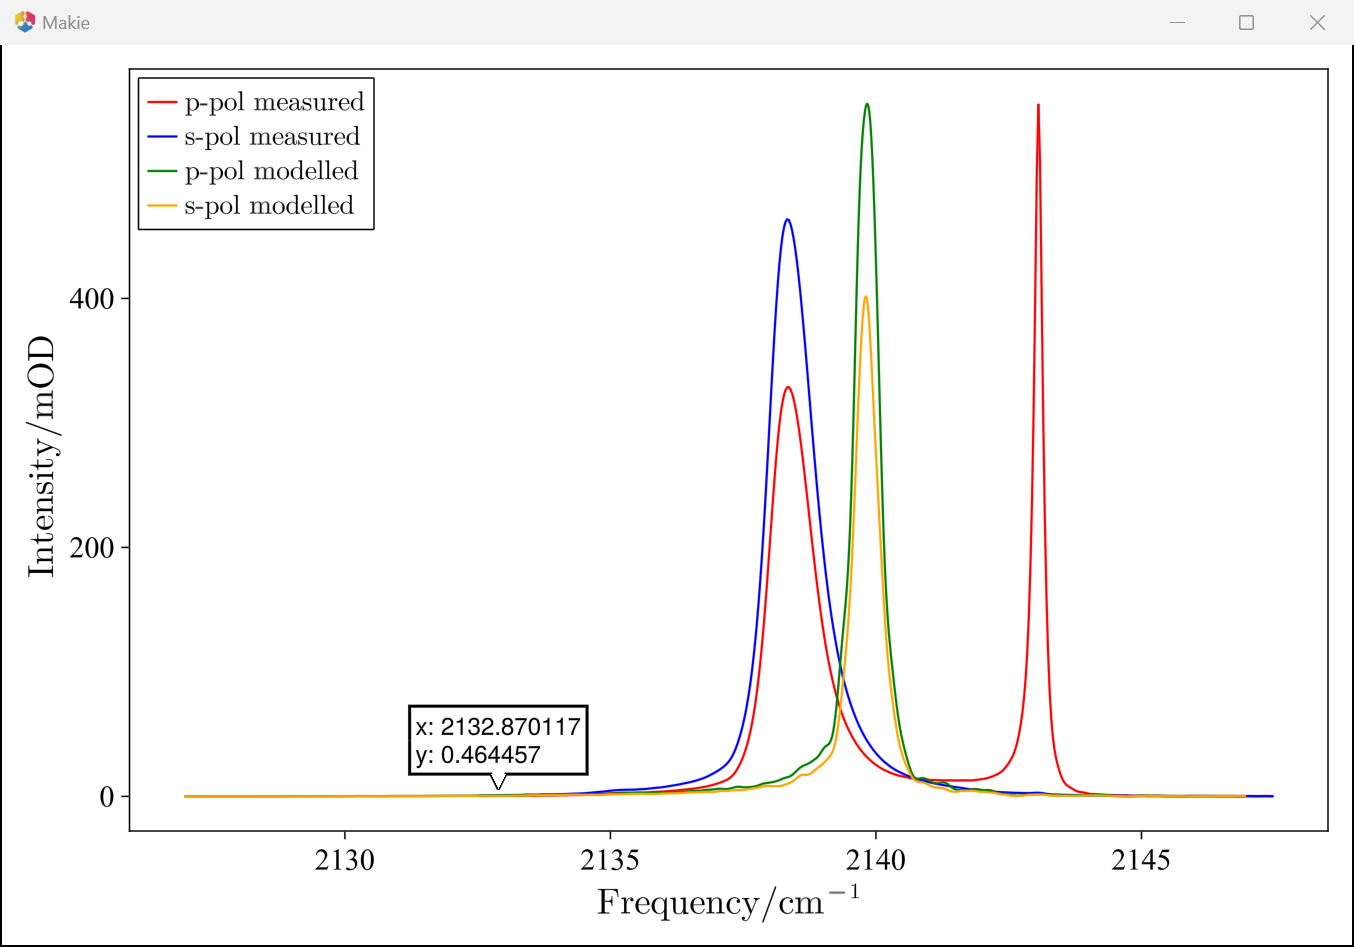 Makie
p-pol measured
s-pol measured
p-pol modelled
s-pol modelled
400
200
0
Intensity/mOD
x: 2132.870117
y: 0.464457
2130 2135 2140 2145
Frequency/cm⁻¹